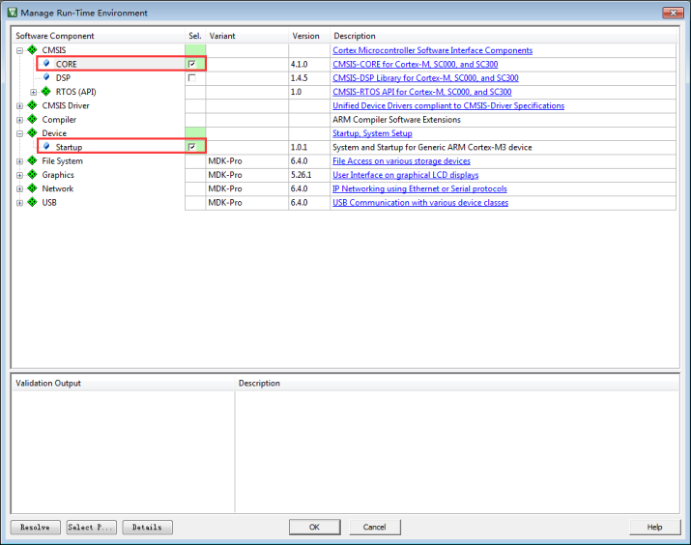 Manage Run-Time Environment
Software Component Sel. Variant Version Description
CMSIS Cortex Microcontroller Software Interface Components
CORE 4.1.0 CMSIS-CORE for Cortex-M, SC000, and SC300
DSP 1.4.5 CMSIS-DSP Library for Cortex-M, SC000, and SC300
RTOS (API) 1.0 CMSIS-RTOS API for Cortex-M, SC000, and SC300
CMSIS Driver Unified Device Drivers compliant to CMSIS-Driver Specifications
Compiler ARM Compiler Software Extensions
Device Startup, System Setup
Startup 1.0.1 System and Startup for Generic ARM Cortex-M3 device
File System MDK-Pro 6.4.0 File Access on various storage devices
Graphics MDK-Pro 5.26.1 User Interface on graphical LCD displays
Network MDK-Pro 6.4.0 IP Networking using Ethernet or Serial protocols
USB MDK-Pro 6.4.0 USB Communication with various device classes
Validation Output Description
Resolve Select P... Details OK Cancel Help